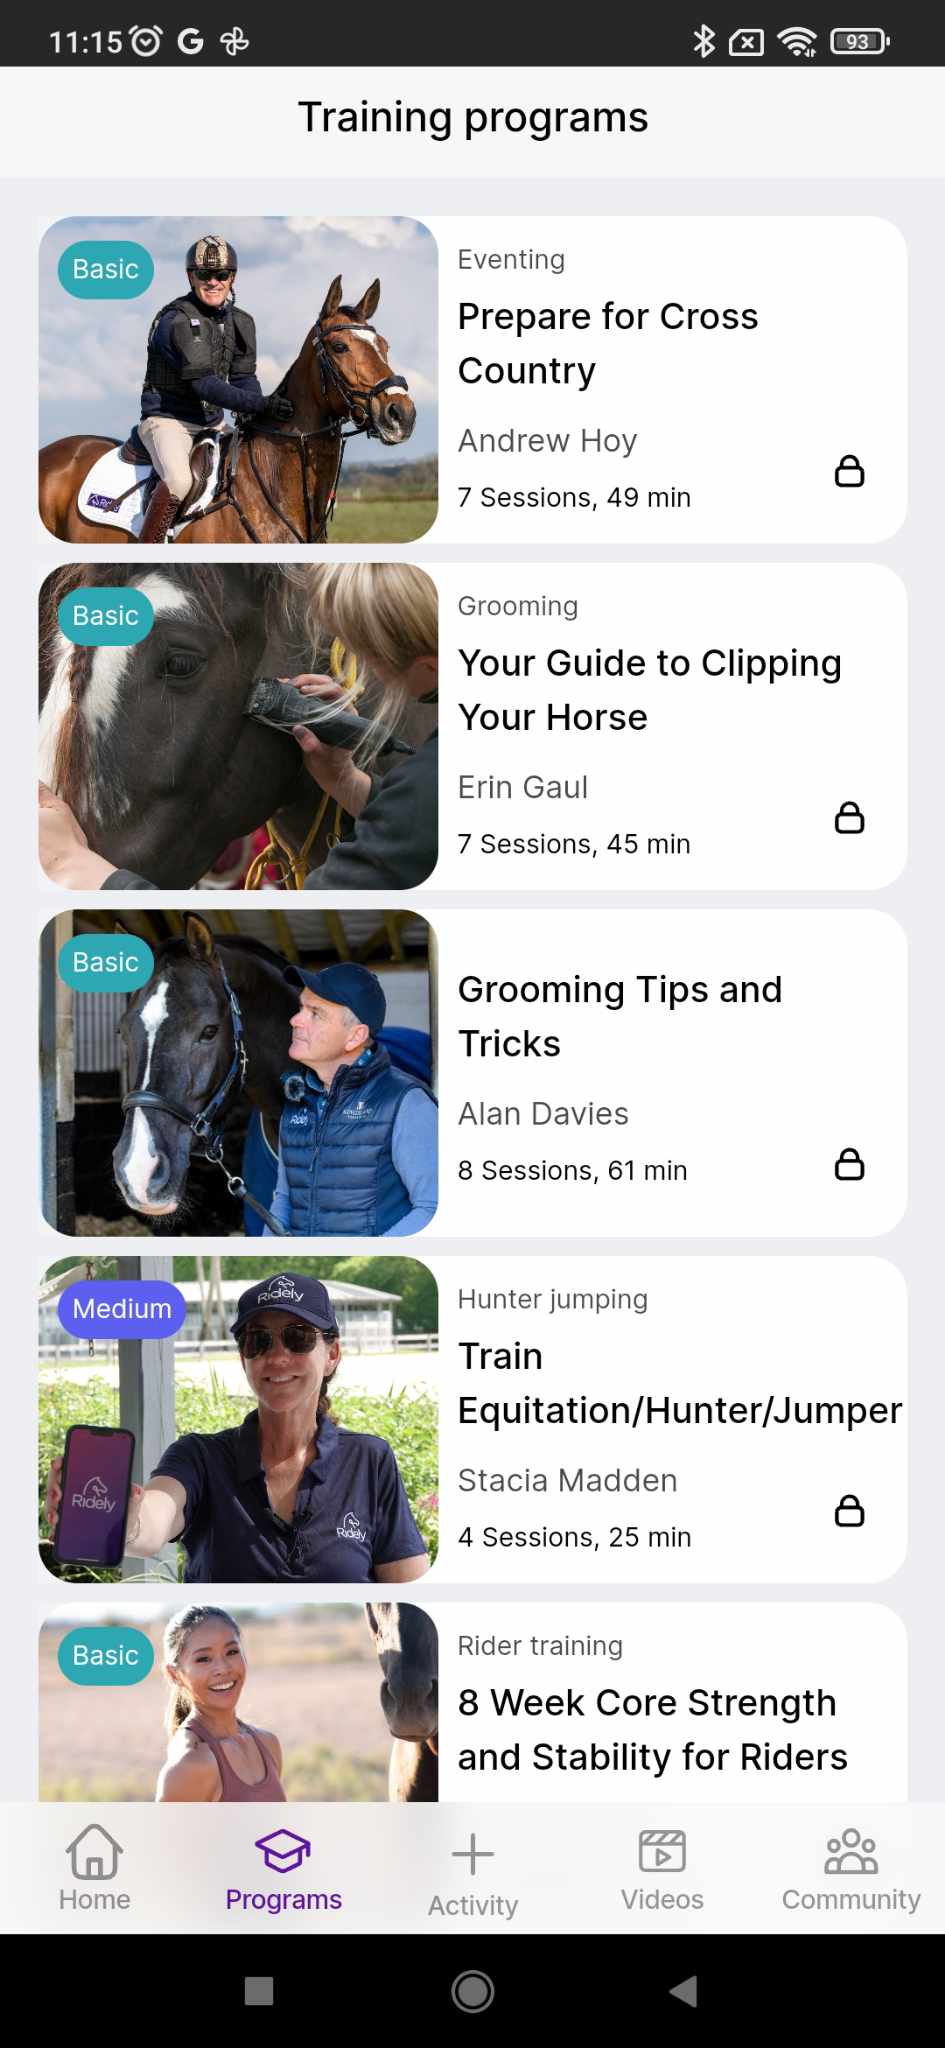 11:15
93
Training programs
Basic
Eventing
Prepare for Cross
Country
Andrew Hoy
7 Sessions, 49 min
Basic
Grooming
Your Guide to Clipping
Your Horse
Erin Gaul
7 Sessions, 45 min
Basic
Grooming Tips and
Tricks
Alan Davies
8 Sessions, 61 min
Ridely
Medium
Hunter jumping
Train
Equitation/Hunter/Jumper
Stacia Madden
4 Sessions, 25 min
Ridely
Ridely
Ridely
Basic
Rider training
8 Week Core Strength
and Stability for Riders
Home
Programs
Activity
Videos
Community